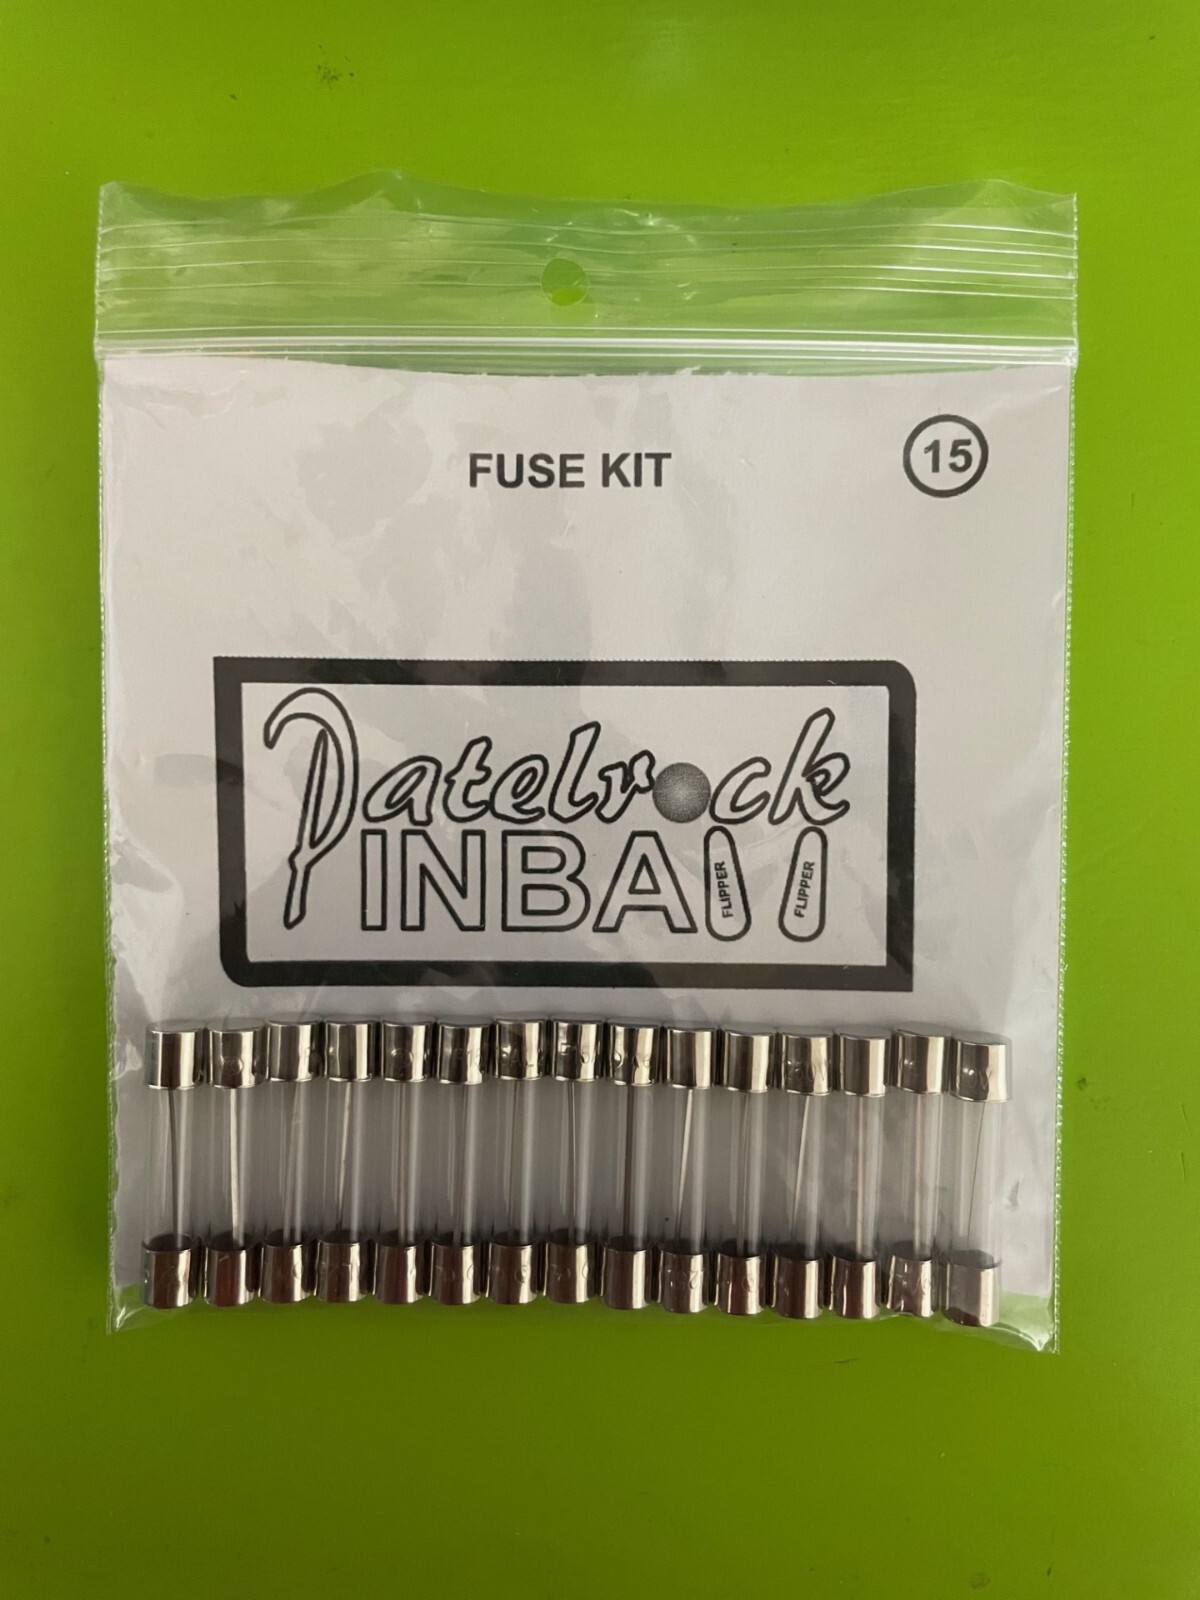 FUSE KIT
15
Patelrock
PINBAll
FLIPPER
FLIPPER